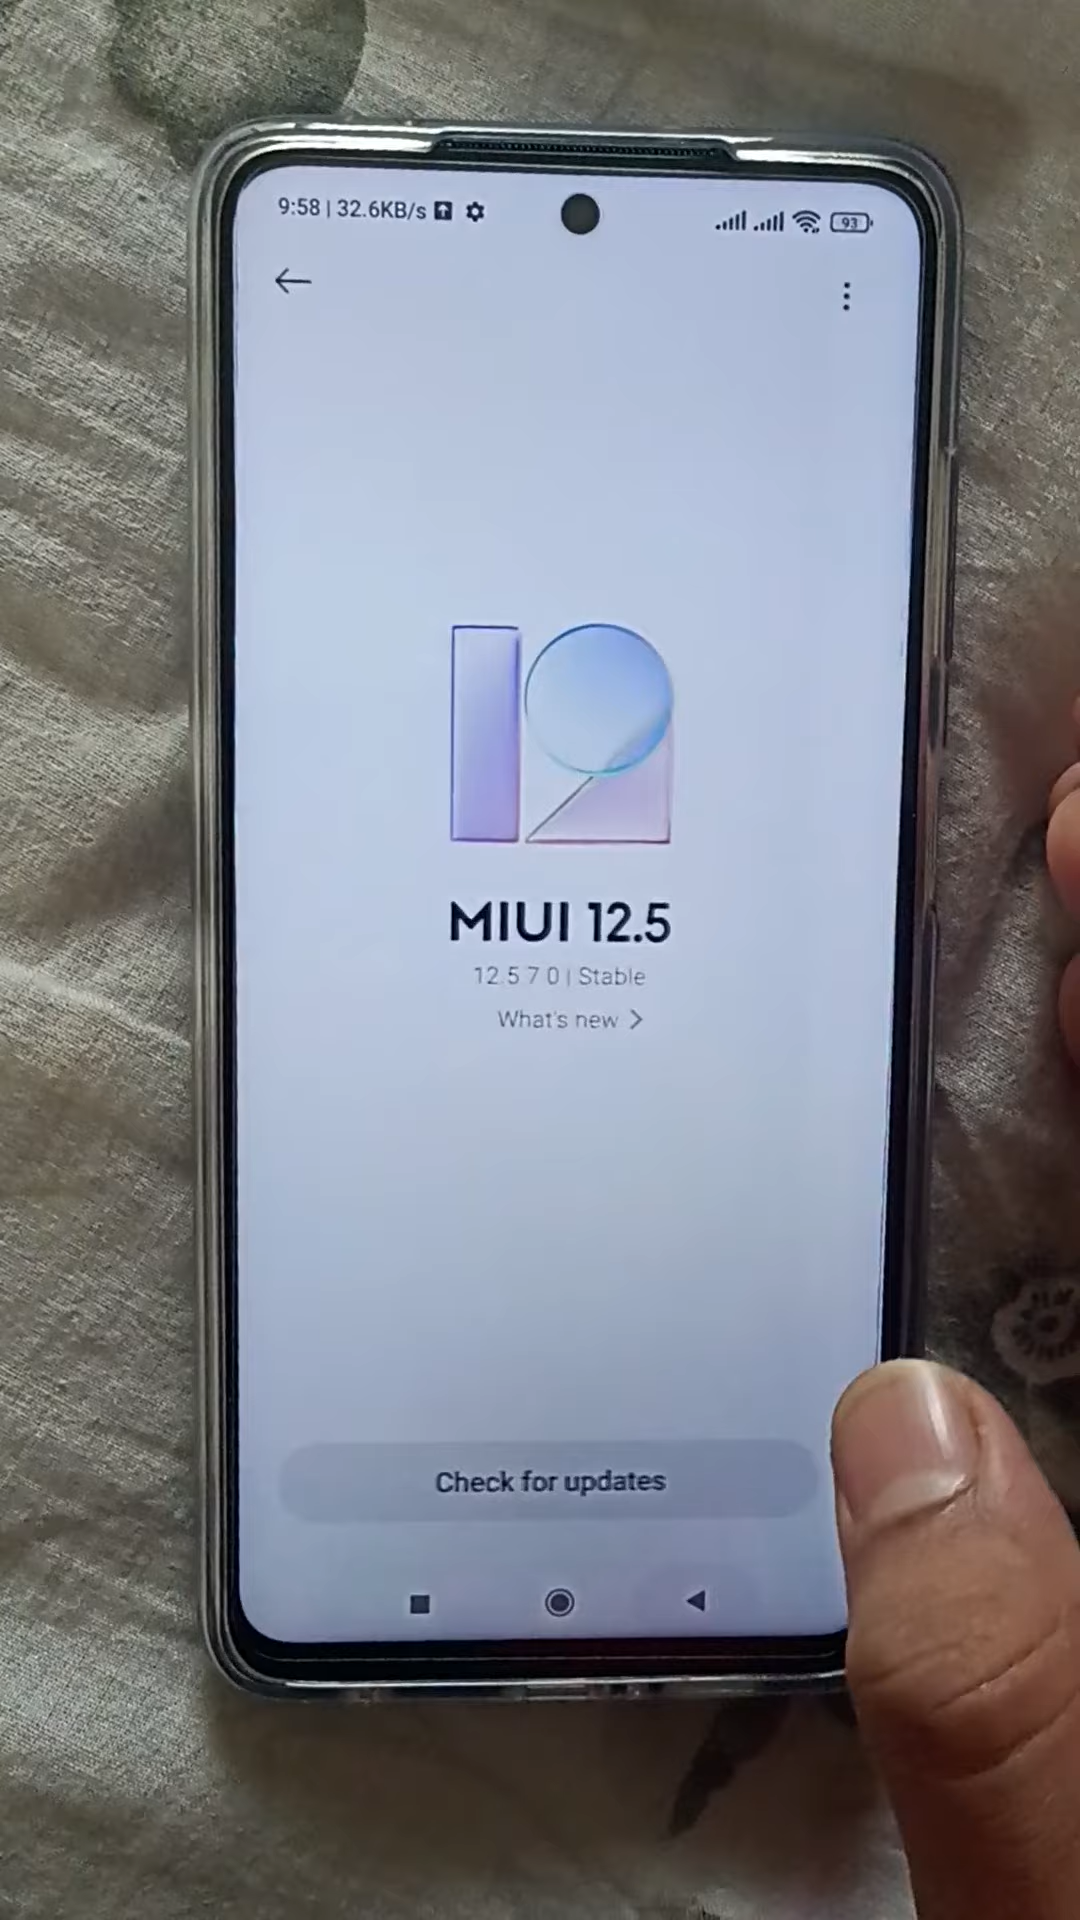 9:58 | 32.6KB/s
93
MIUI 12.5
12.5.7.0 | Stable
What's new >
Check for updates